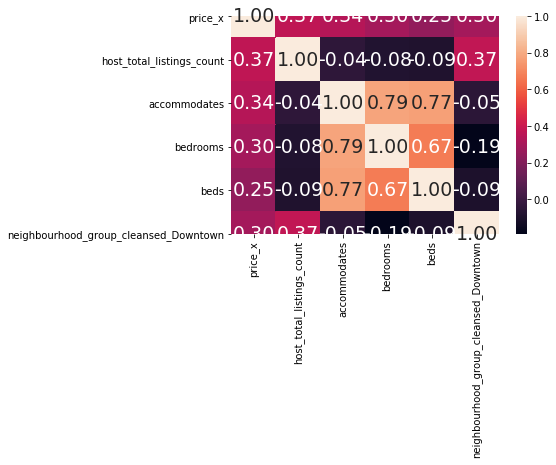 price_x 1.00 0.37 0.34 0.30 0.25 0.30 1.0
host_total_listings_count 0.37 1.00 -0.04 -0.08 -0.09 0.37 0.8
accommodates 0.34 -0.04 1.00 0.79 0.77 -0.05 0.6
bedrooms 0.30 -0.08 0.79 1.00 0.67 -0.19 0.4
beds 0.25 -0.09 0.77 0.67 1.00 -0.09 0.2
neighbourhood_group_cleansed_Downtown 0.30 0.37 -0.05 -0.19 -0.09 1.00 0.0
price_x
host_total_listings_count
accommodates
bedrooms
beds
neighbourhood_group_cleansed_Downtown